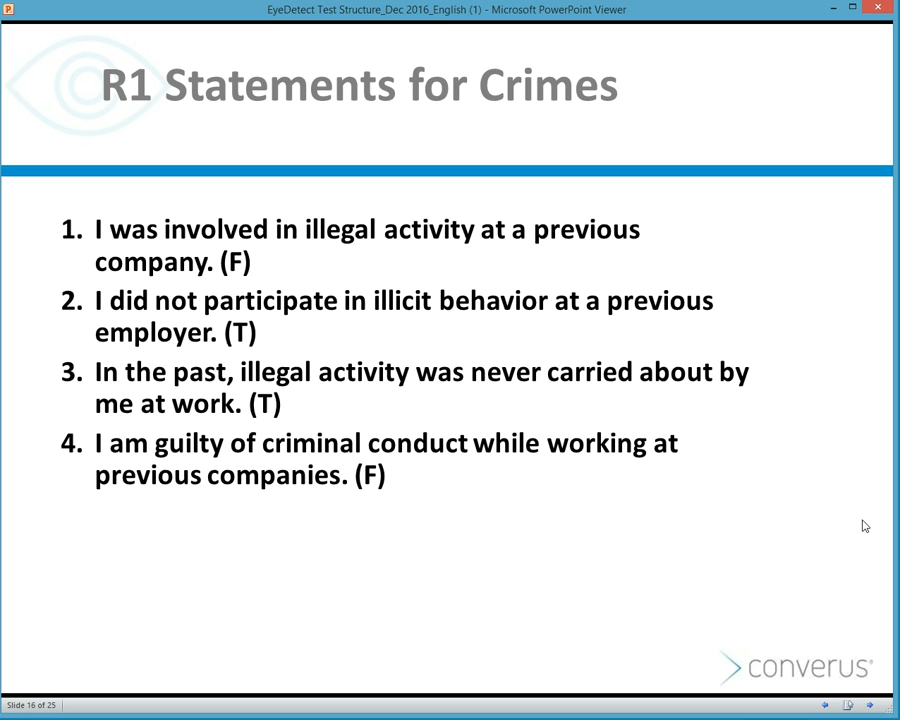 EyeDetect Test Structure_Dec 2016_English (1) - Microsoft PowerPoint Viewer
R1 Statements for Crimes
1. I was involved in illegal activity at a previous
company. (F)
2. I did not participate in illicit behavior at a previous
employer. (T)
3. In the past, illegal activity was never carried about by
me at work. (T)
4. I am guilty of criminal conduct while working at
previous companies. (F)
converus®
Slide 16 of 25